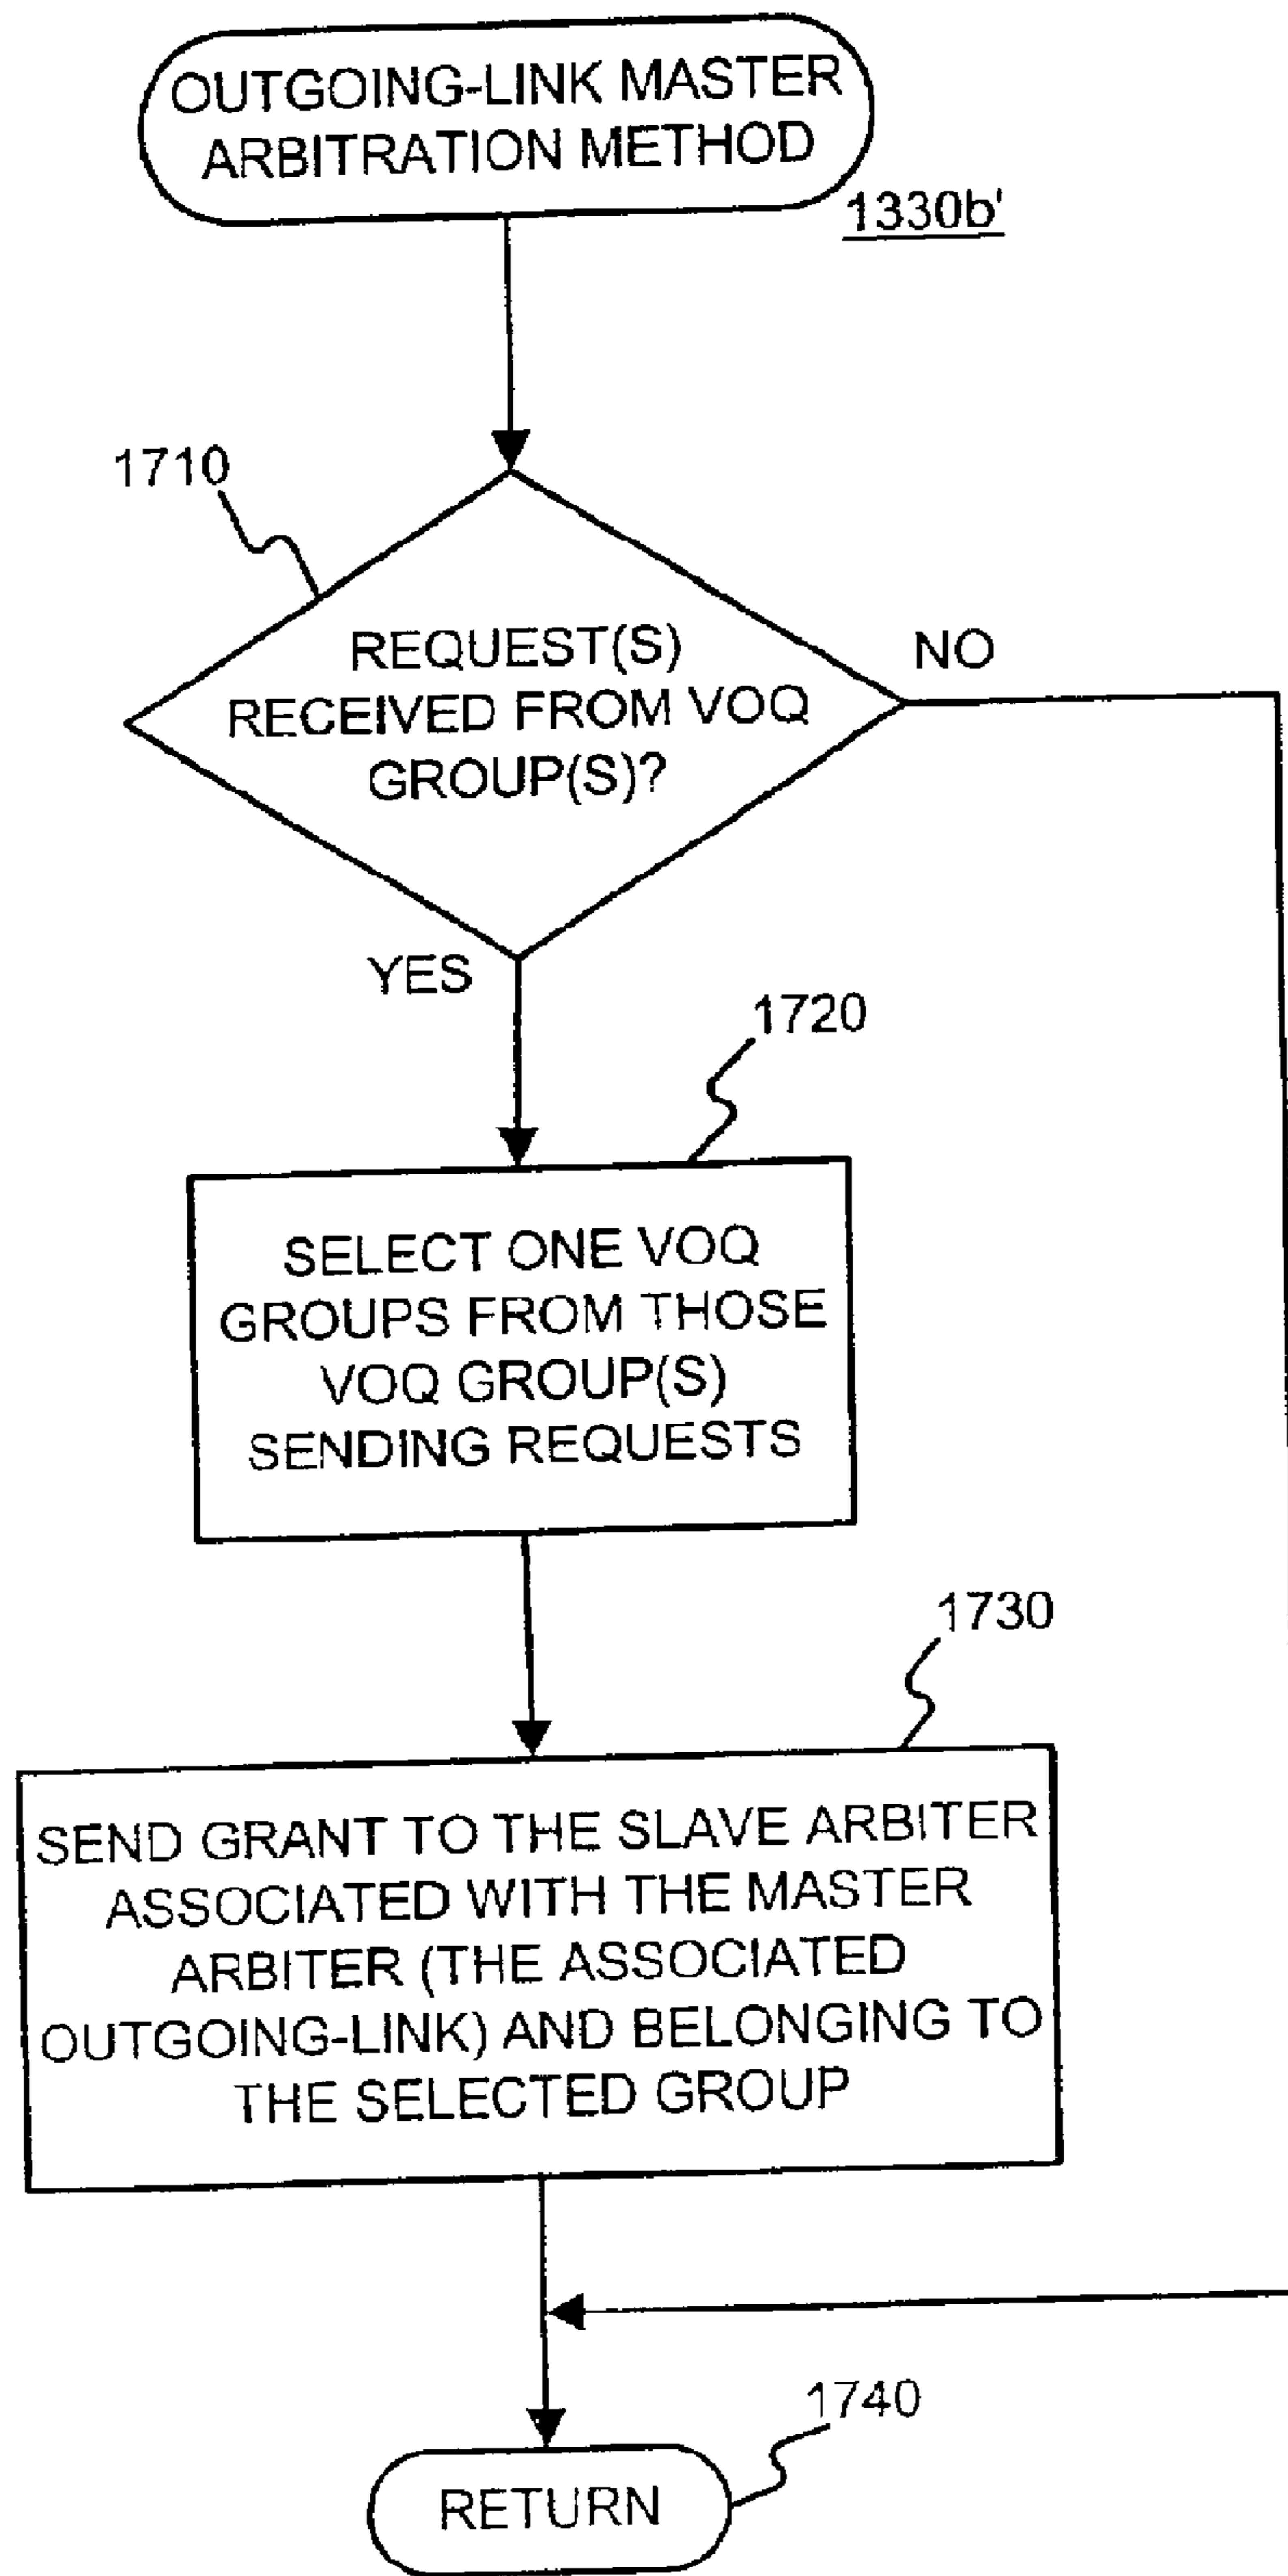 OUTGOING-LINK MASTER
ARBITRATION METHOD
1330b'
1710
REQUEST(S)
RECEIVED FROM VOQ
GROUP(S)?
NO
YES
1720
SELECT ONE VOQ
GROUPS FROM THOSE
VOQ GROUP(S)
SENDING REQUESTS
1730
SEND GRANT TO THE SLAVE ARBITER
ASSOCIATED WITH THE MASTER
ARBITER (THE ASSOCIATED
OUTGOING-LINK) AND BELONGING TO
THE SELECTED GROUP
1740
RETURN